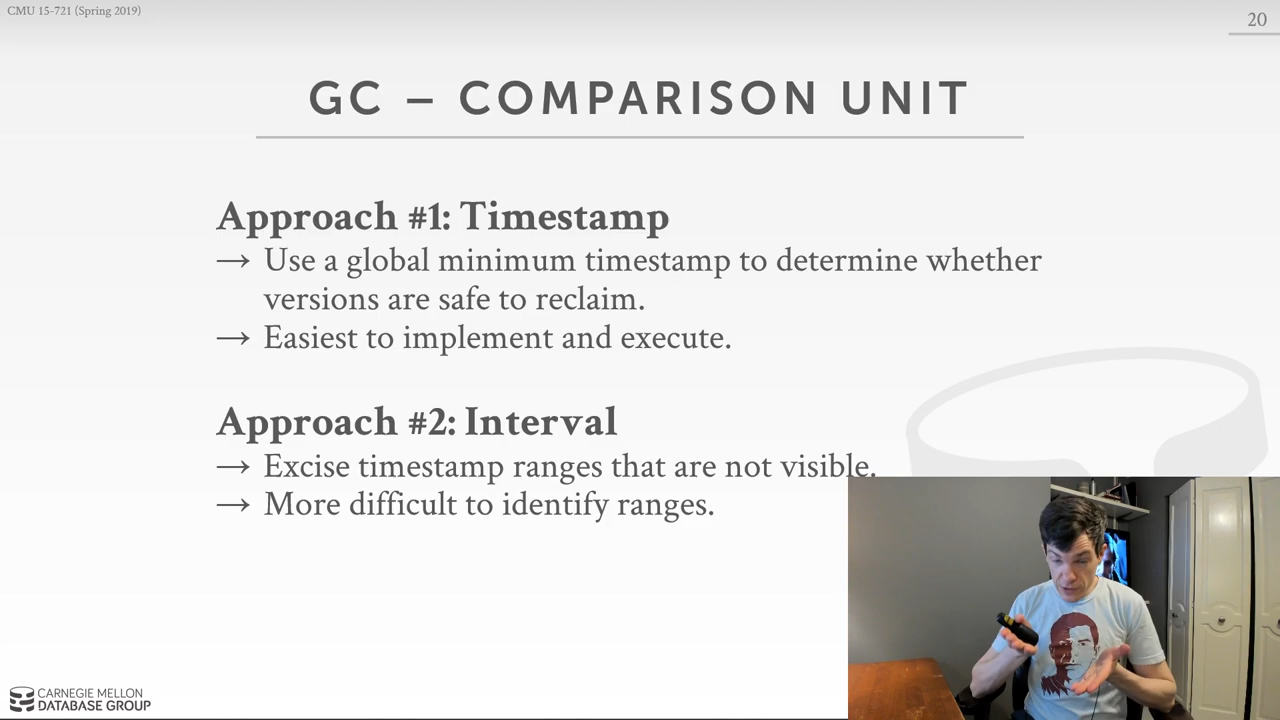 CMU 15-721 (Spring 2019)
20
GC – COMPARISON UNIT
Approach #1: Timestamp
→ Use a global minimum timestamp to determine whether
versions are safe to reclaim.
→ Easiest to implement and execute.
Approach #2: Interval
→ Excise timestamp ranges that are not visible.
→ More difficult to identify ranges.
CARNEGIE MELLON
DATABASE GROUP